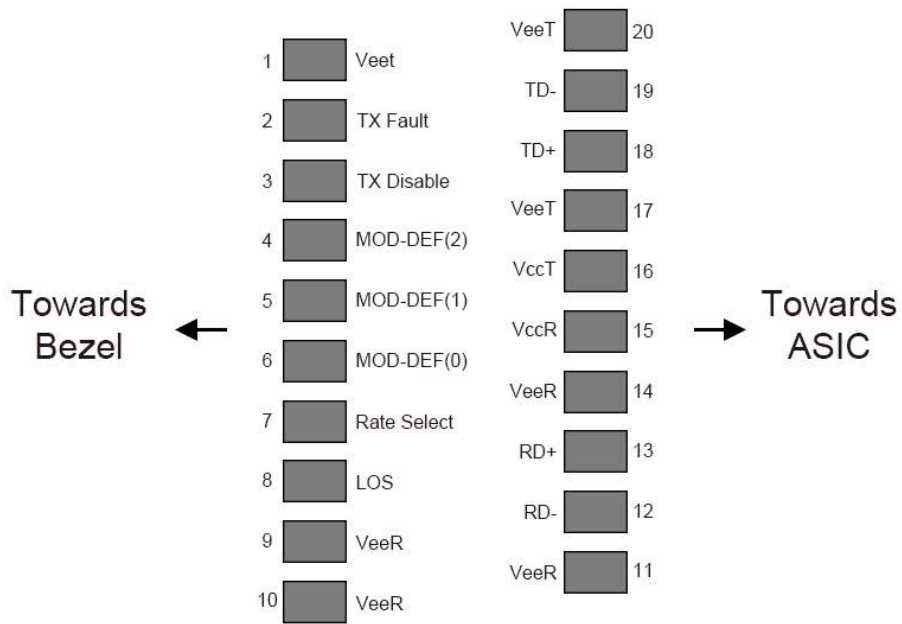 Towards
Bezel
1 Veet
2 TX Fault
3 TX Disable
4 MOD-DEF(2)
5 MOD-DEF(1)
6 MOD-DEF(0)
7 Rate Select
8 LOS
9 VeeR
10 VeeR
VeeT 20
TD- 19
TD+ 18
VeeT 17
VccT 16
VccR 15
VeeR 14
RD+ 13
RD- 12
VeeR 11
Towards
ASIC